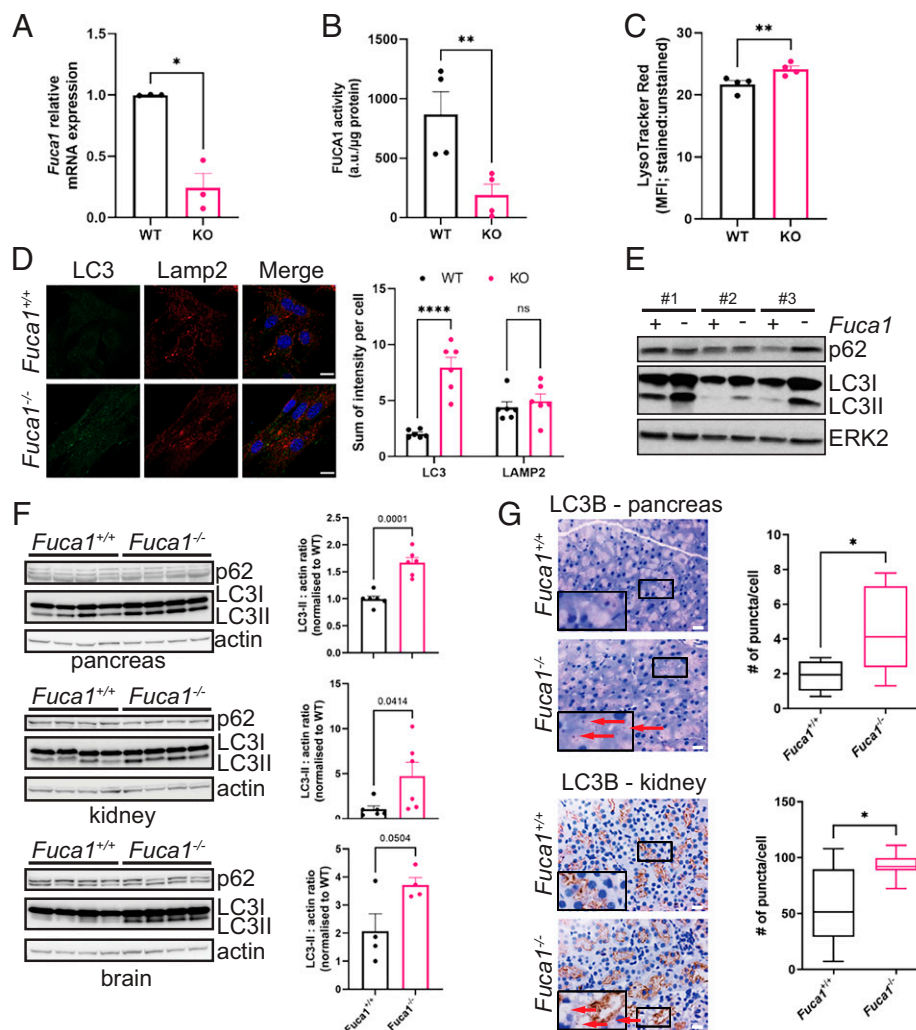 A
Fuca1 relative
mRNA expression
1.5
1.0
0.5
0.0
*
WT
KO
B
FUCA1 activity
(a.u./µg protein)
1500
1000
500
0
**
WT
KO
C
LysoTracker Red
(MFI; stained:unstained)
30
20
10
0
**
WT
KO
D
LC3 Lamp2 Merge
Fuca1+/+
Fuca1-/-
WT KO
Sum of intensity per cell
15
10
5
0
****
ns
LC3
LAMP2
E
#1 #2 #3
+ - + - + - Fuca1
p62
LC3I
LC3II
ERK2
F
Fuca1+/+ Fuca1-/-
p62
LC3I
LC3II
actin
pancreas
LC3-II : actin ratio
(normalised to WT)
2.5
2.0
1.5
1.0
0.5
0.0
0.0001
Fuca1+/+ Fuca1-/-
p62
LC3I
LC3II
actin
kidney
LC3-II : actin ratio
(normalised to WT)
15
10
5
0
0.0414
Fuca1+/+ Fuca1-/-
p62
LC3I
LC3II
actin
brain
LC3-II : actin ratio
(normalised to WT)
6
5
4
3
2
1
0
0.0504
Fuca1+/+
Fuca1-/-
G
LC3B - pancreas
Fuca1+/+
Fuca1-/-
# of puncta/cell
10
8
6
4
2
0
*
Fuca1+/+
Fuca1-/-
LC3B - kidney
Fuca1+/+
Fuca1-/-
# of puncta/cell
150
100
50
0
*
Fuca1+/+
Fuca1-/-